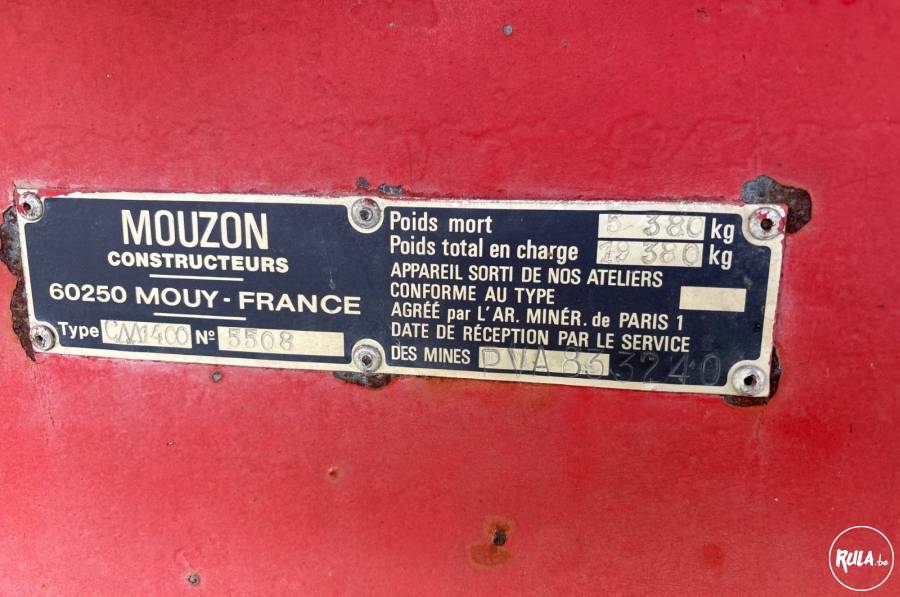 MOUZON
CONSTRUCTEURS
60250 MOUY - FRANCE
Type CM1400 N° 5508
Poids mort 5 380 kg
Poids total en charge 19 380 kg
APPAREIL SORTI DE NOS ATELIERS
CONFORME AU TYPE
AGRÉÉ par L'AR. MINÉR. de PARIS 1
DATE DE RÉCEPTION PAR LE SERVICE
DES MINES PVA 833240
RULA.be